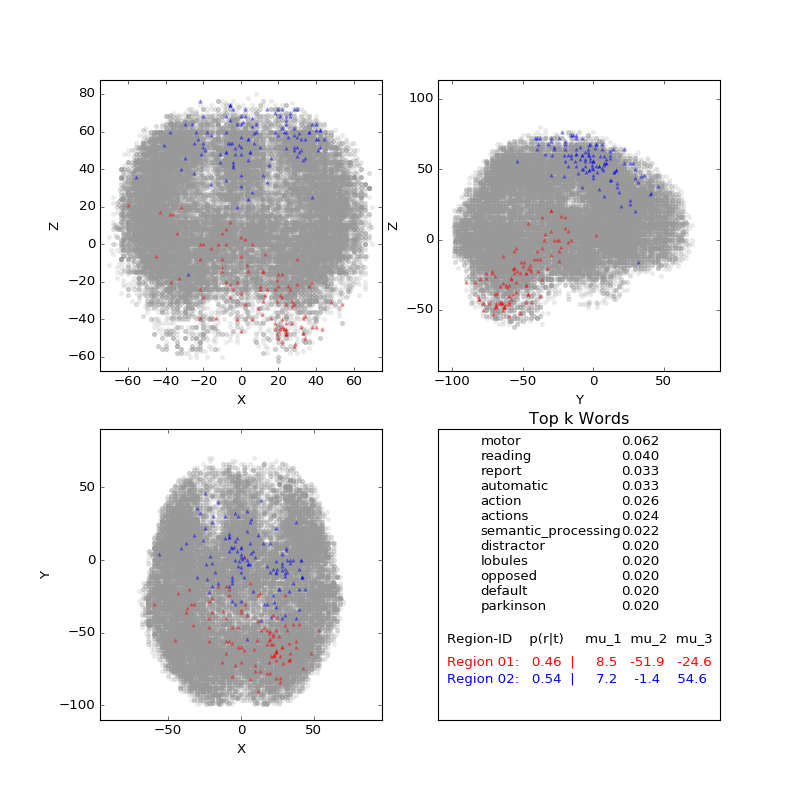 80
60
40
20
0
−20
−40
−60
Z
−60 −40 −20 0 20 40 60
X
100
50
0
−50
Z
−100 −50 0 50
Y
50
0
−50
−100
Y
−50 0 50
X
Top k Words
motor 0.062
reading 0.040
report 0.033
automatic 0.033
action 0.026
actions 0.024
semantic_processing 0.022
distractor 0.020
lobules 0.020
opposed 0.020
default 0.020
parkinson 0.020
Region-ID p(r|t) mu_1 mu_2 mu_3
Region 01: 0.46 | 8.5 -51.9 -24.6
Region 02: 0.54 | 7.2 -1.4 54.6